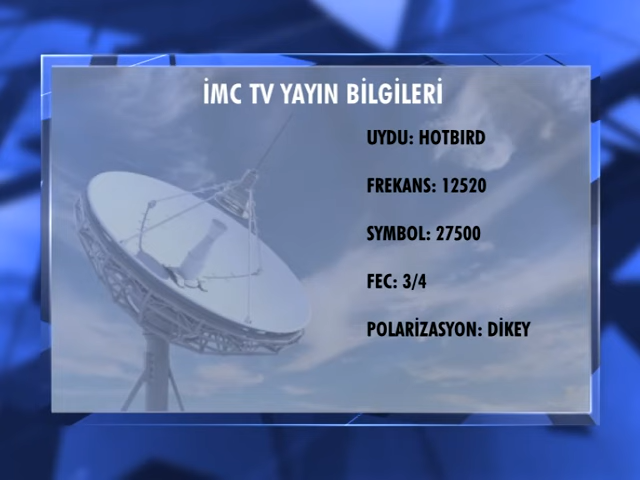 İMC TV YAYIN BİLGİLERİ
UYDU: HOTBIRD
FREKANS: 12520
SYMBOL: 27500
FEC: 3/4
POLARİZASYON: DİKEY